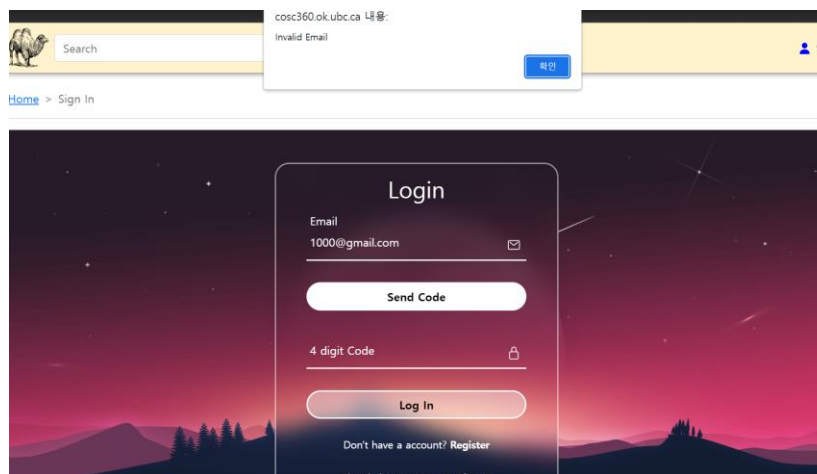 cosc360.ok.ubc.ca 내용:
Invalid Email
확인
Search
Home > Sign In
Login
Email
1000@gmail.com
Send Code
4 digit Code
Log In
Don't have a account? Register